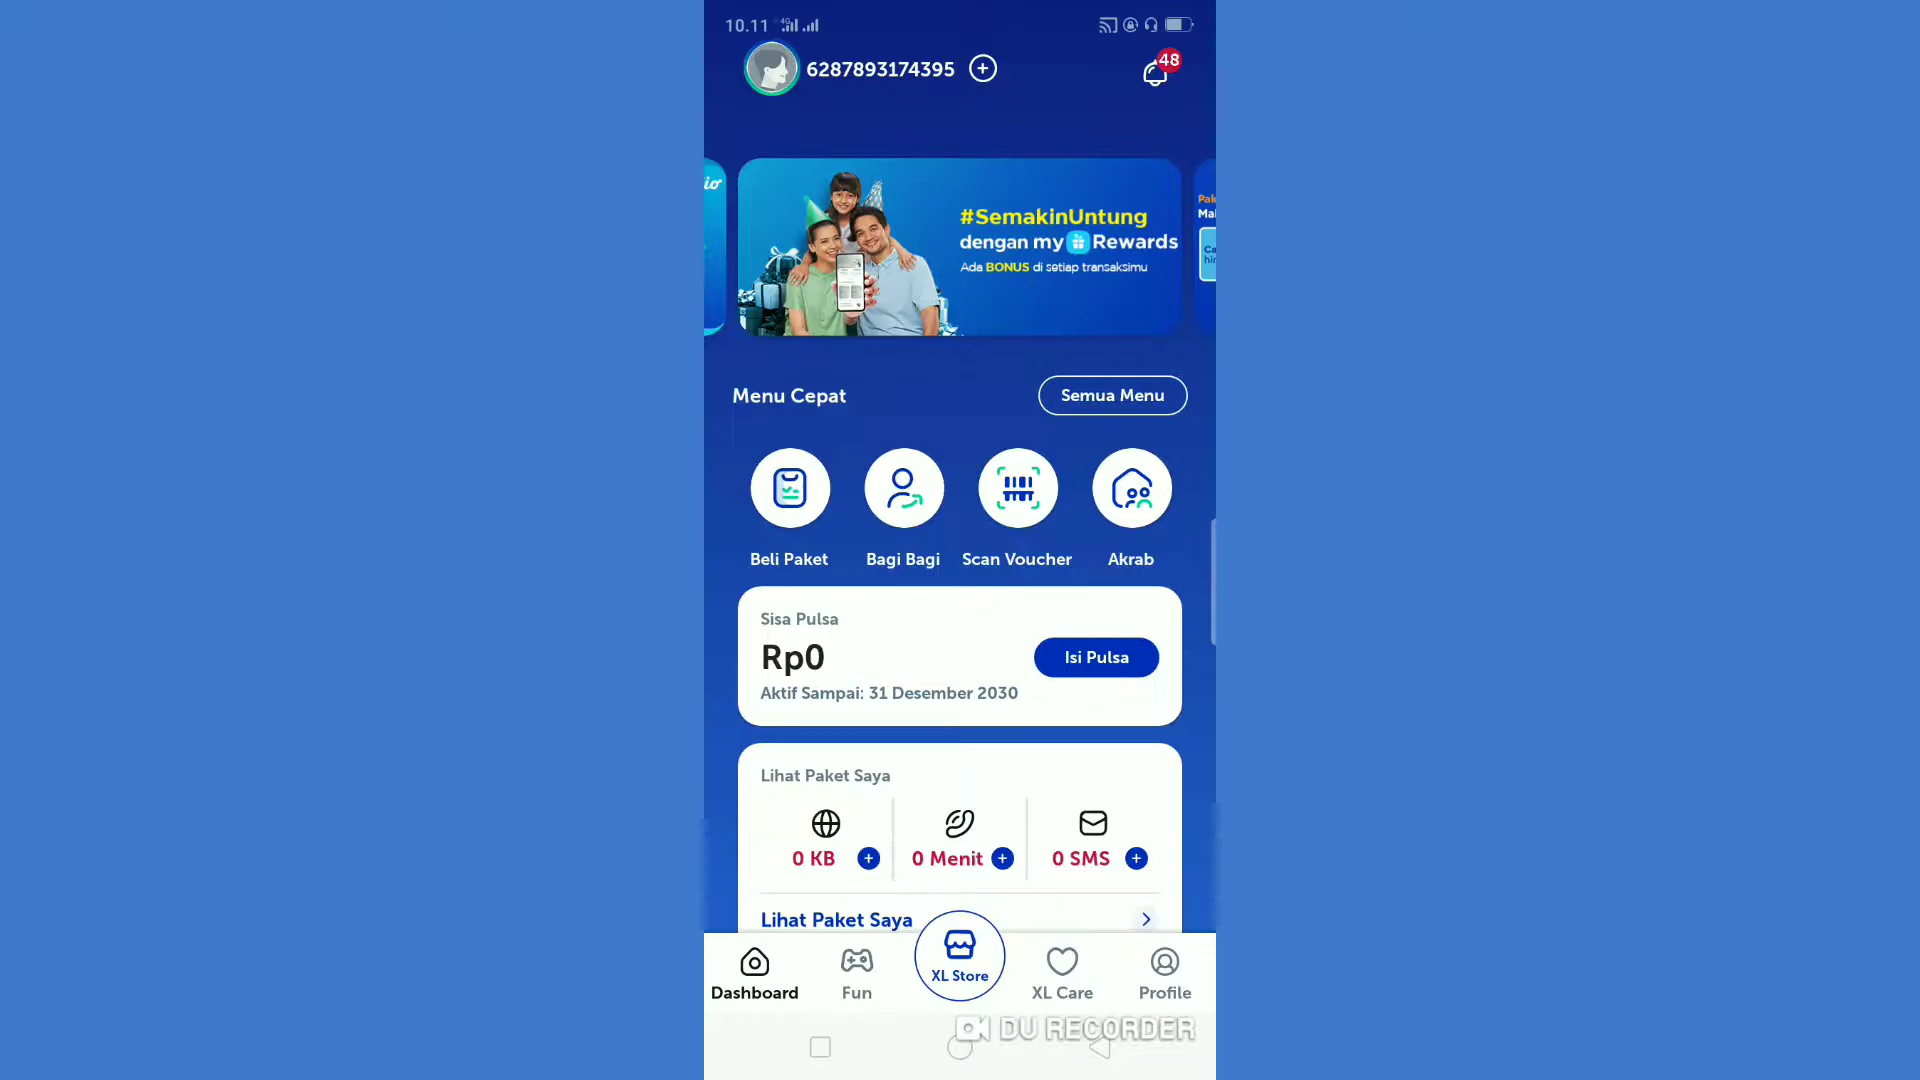 10.11 4G
6287893174395
48
io
#SemakinUntung
dengan my Rewards
Ada BONUS di setiap transaksimu
Menu Cepat
Semua Menu
Beli Paket
Bagi Bagi
Scan Voucher
Akrab
Sisa Pulsa
Rp0
Isi Pulsa
Aktif Sampai: 31 Desember 2030
Lihat Paket Saya
0 KB
0 Menit
0 SMS
Lihat Paket Saya
Dashboard
Fun
XL Store
XL Care
Profile
DU RECORDER